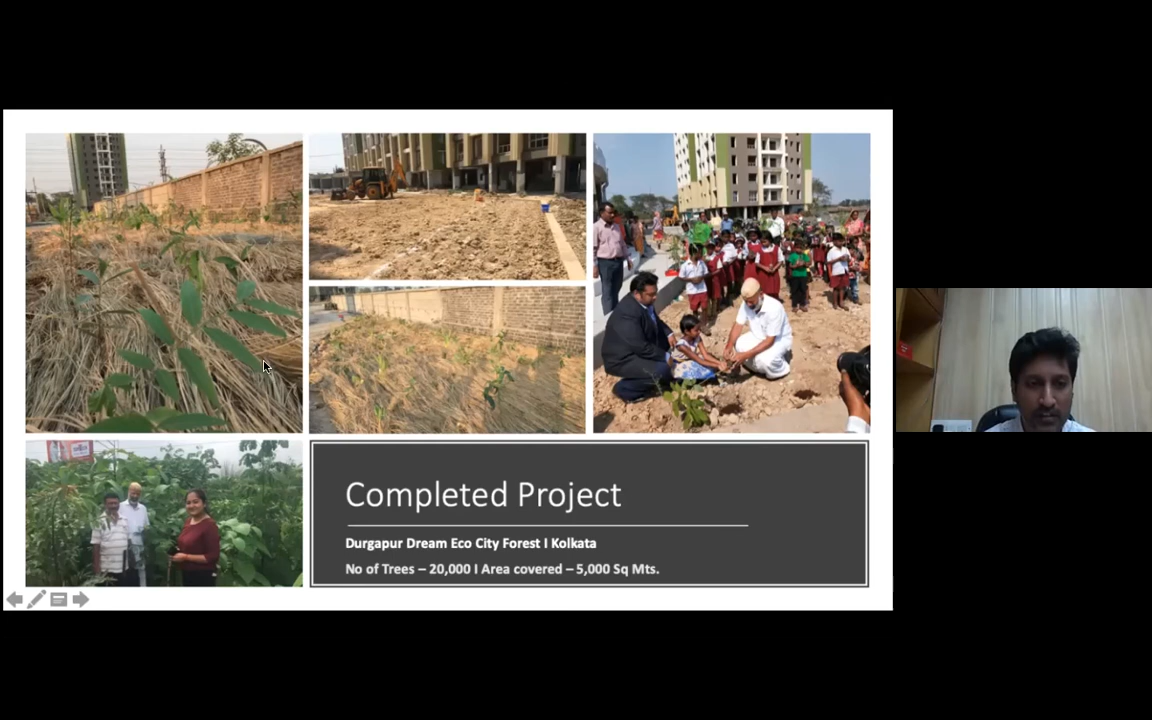 Completed Project
Durgapur Dream Eco City Forest I Kolkata
No of Trees – 20,000 I Area covered – 5,000 Sq Mts.